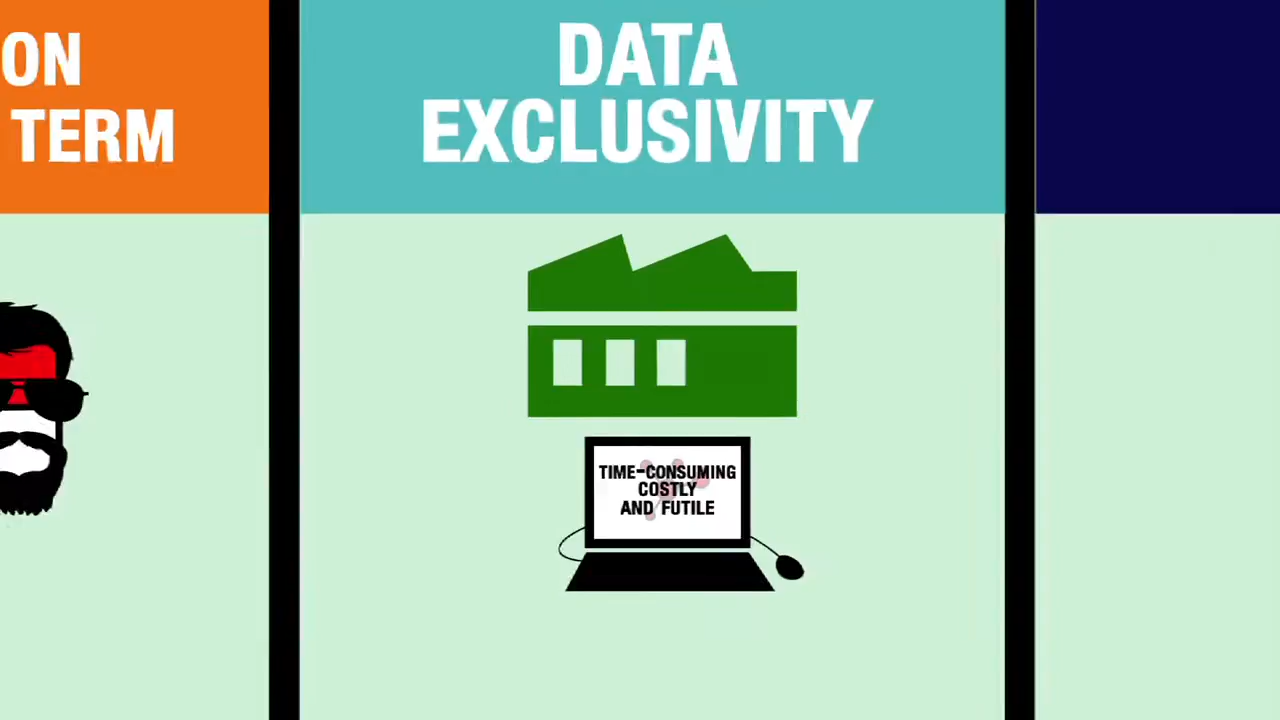 ON
TERM
DATA
EXCLUSIVITY
TIME-CONSUMING
COSTLY
AND FUTILE